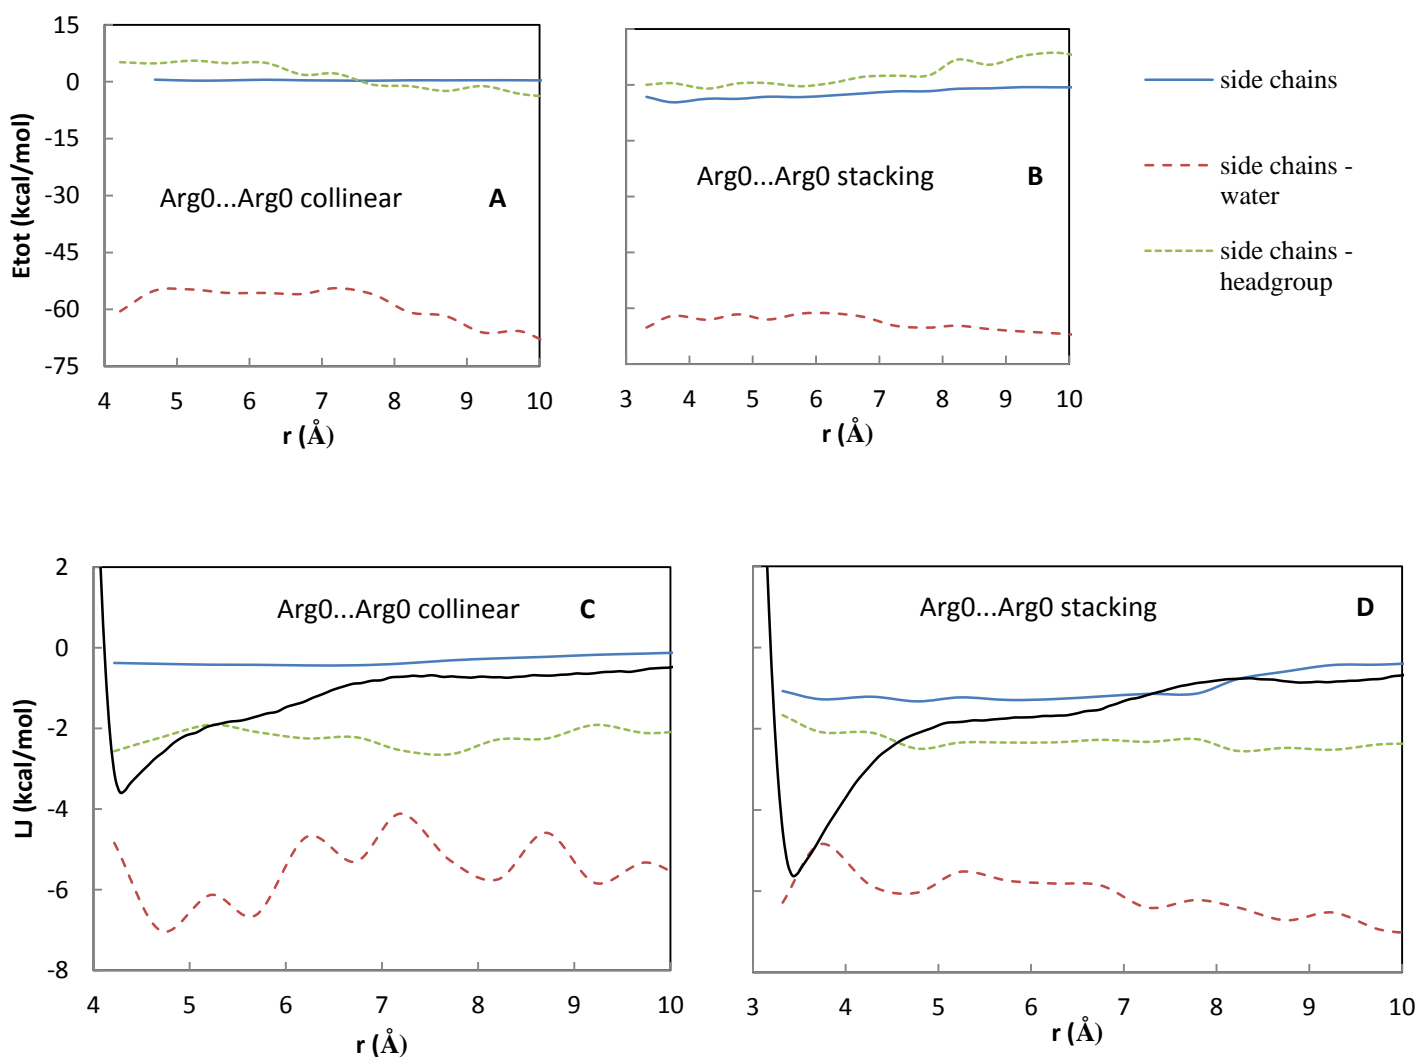 15
0
-15
-30
-45
-60
-75
Etot (kcal/mol)
Arg0...Arg0 collinear
A
4 5 6 7 8 9 10
r (Å)
Arg0...Arg0 stacking
B
3 4 5 6 7 8 9 10
r (Å)
side chains
side chains -
water
side chains -
headgroup
2
0
-2
-4
-6
-8
LJ (kcal/mol)
Arg0...Arg0 collinear
C
4 5 6 7 8 9 10
r (Å)
Arg0...Arg0 stacking
D
3 4 5 6 7 8 9 10
r (Å)